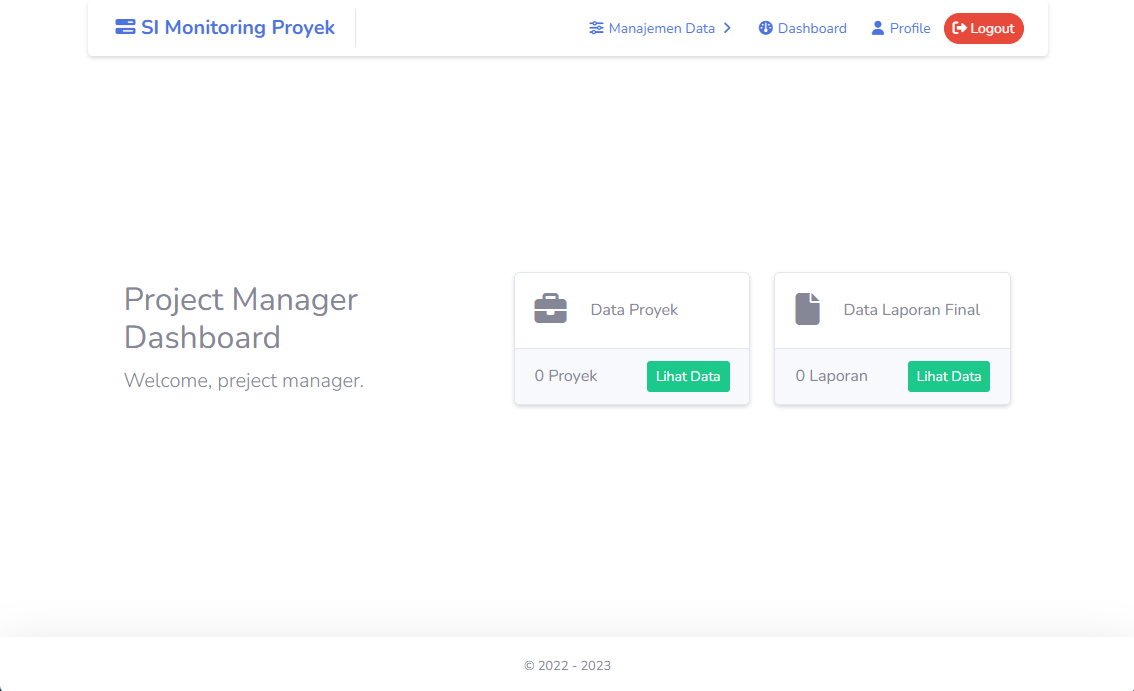 SI Monitoring Proyek
Manajemen Data
Dashboard
Profile
Logout
Project Manager
Dashboard
Welcome, preject manager.
Data Proyek
0 Proyek
Lihat Data
Data Laporan Final
0 Laporan
Lihat Data
© 2022 - 2023